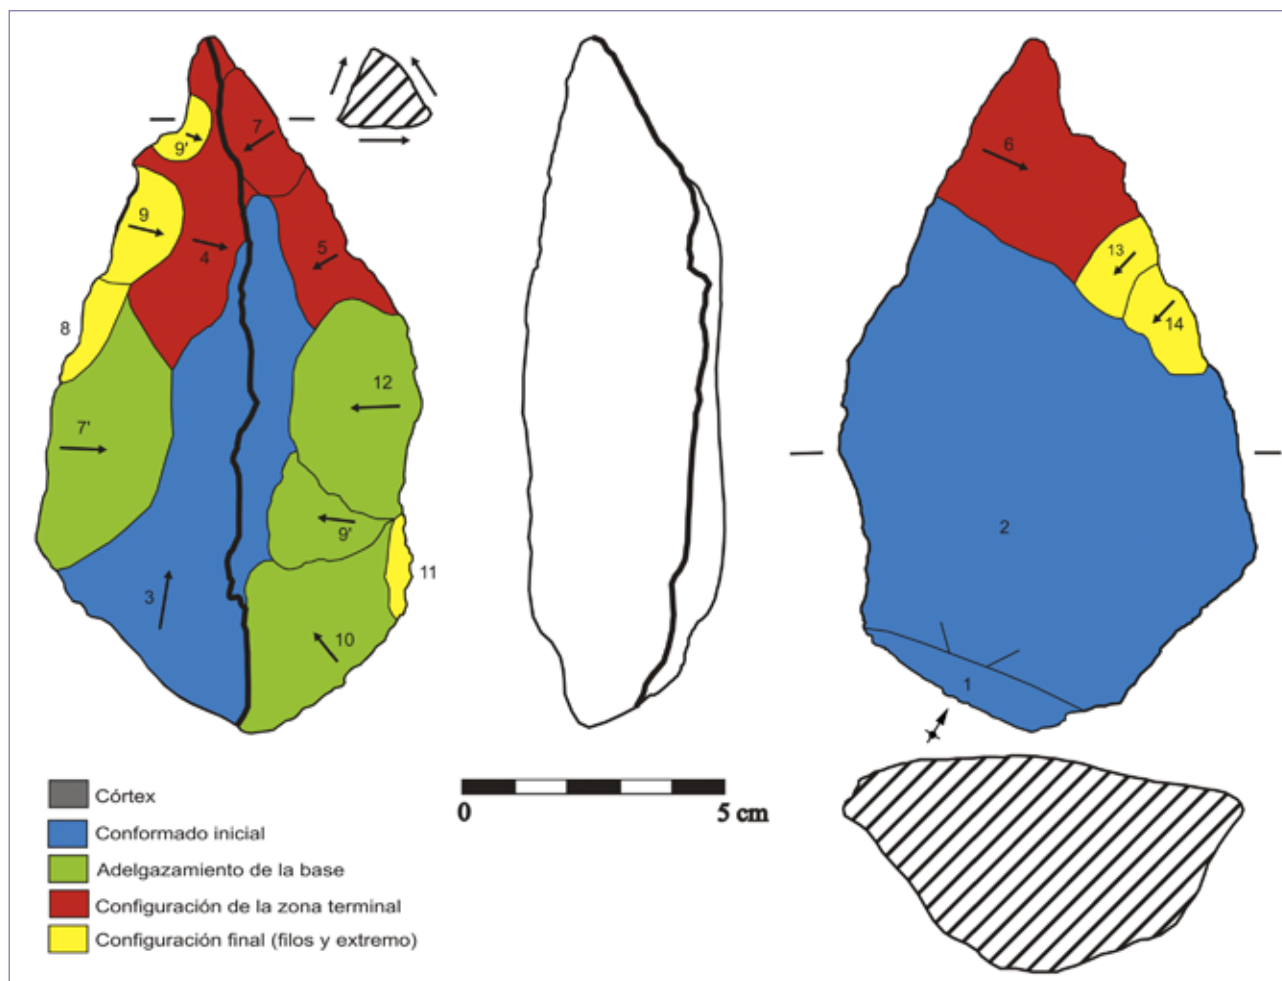 7
9'
6
9
4
5
13
14
8
12
7'
9'
2
11
3
10
1
Córtex
Conformado inicial
Adelgazamiento de la base
Configuración de la zona terminal
Configuración final (filos y extremo)
0 5 cm